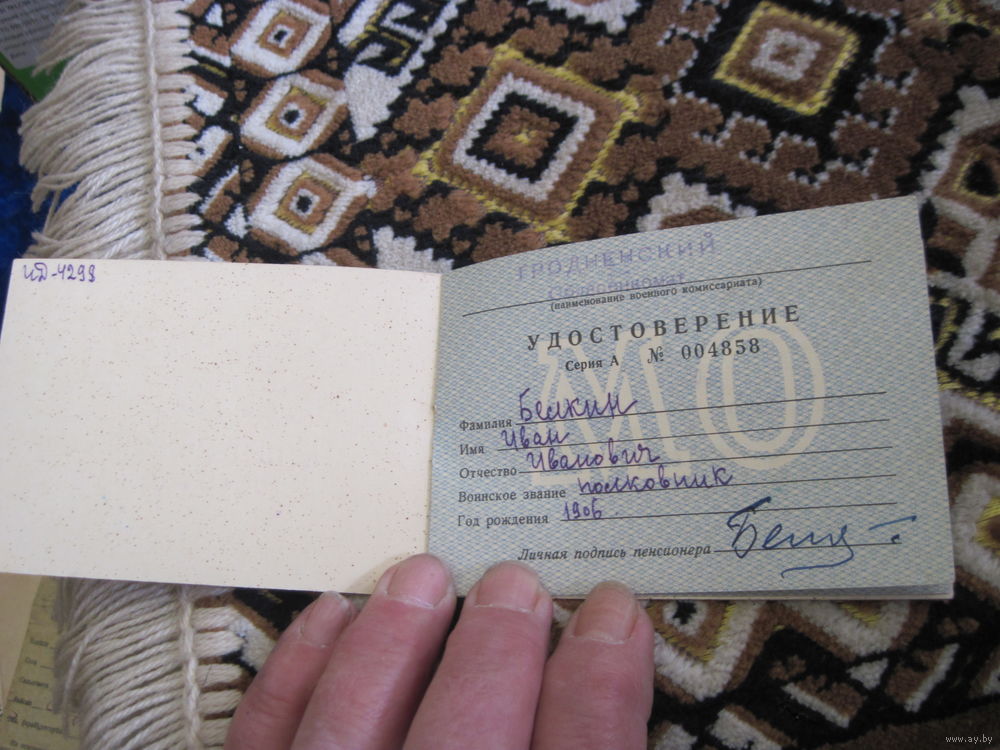 ИД-4298
ГРОДНЕНСКИЙ
(наименование военного комиссариата)
УДОСТОВЕРЕНИЕ
Серия А № 004858
МО
Фамилия Белкин
Имя Иван
Отчество Иванович
Воинское звание полковник
Год рождения 1906
Личная подпись пенсионера
www.ay.by